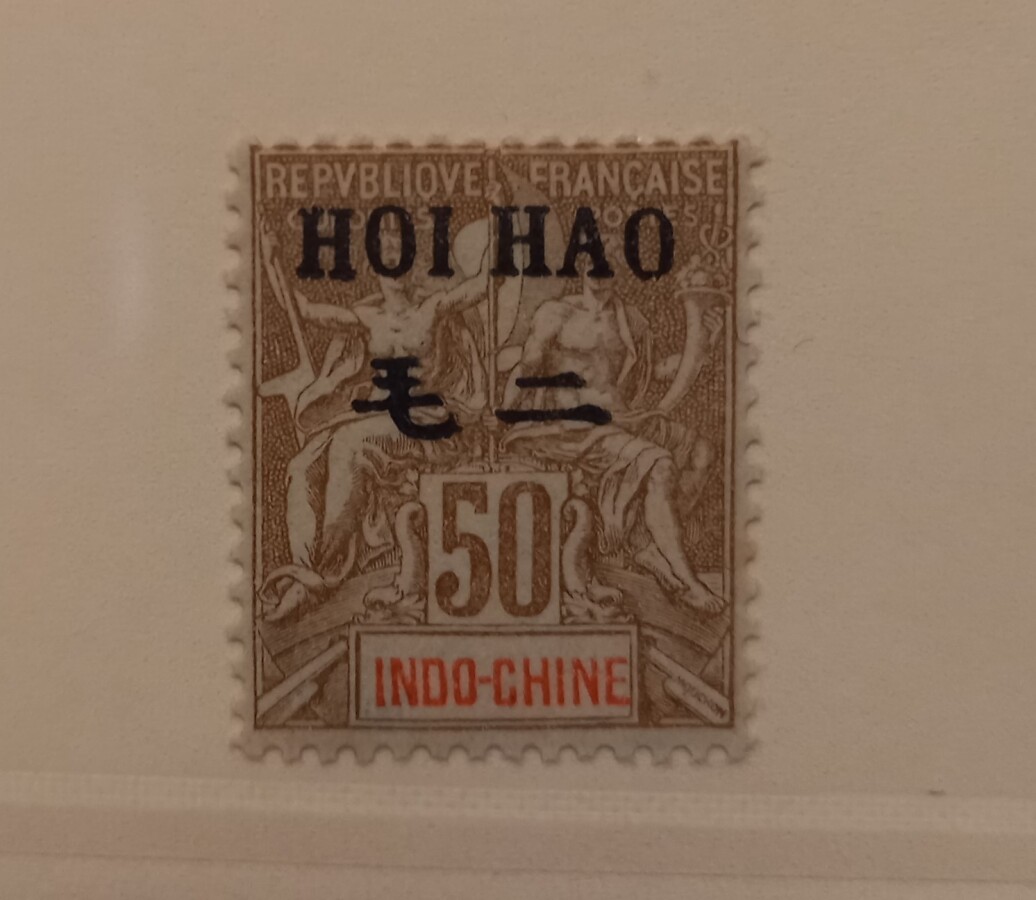 REPVBLIQVE FRANÇAISE
HOI HAO
毛 二
50
INDO-CHINE